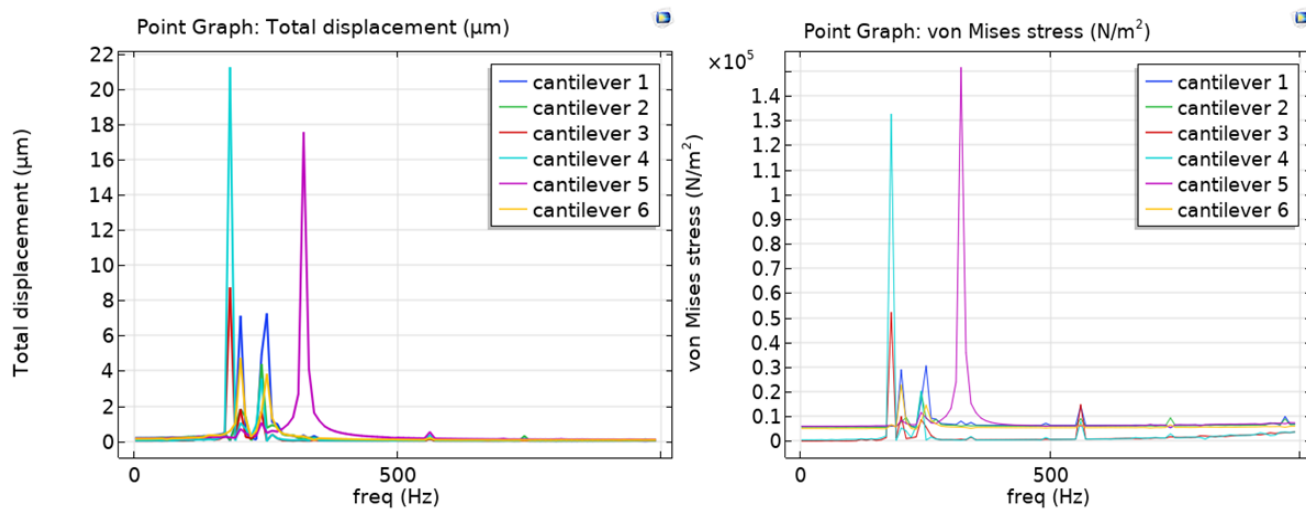 Point Graph: Total displacement (µm)
22
20
18
16
14
12
10
8
6
4
2
0
Total displacement (µm)
cantilever 1
cantilever 2
cantilever 3
cantilever 4
cantilever 5
cantilever 6
0
500
freq (Hz)
Point Graph: von Mises stress (N/m²)
×10⁵
1.4
1.3
1.2
1.1
1
0.9
0.8
0.7
0.6
0.5
0.4
0.3
0.2
0.1
0
von Mises stress (N/m²)
cantilever 1
cantilever 2
cantilever 3
cantilever 4
cantilever 5
cantilever 6
0
500
freq (Hz)